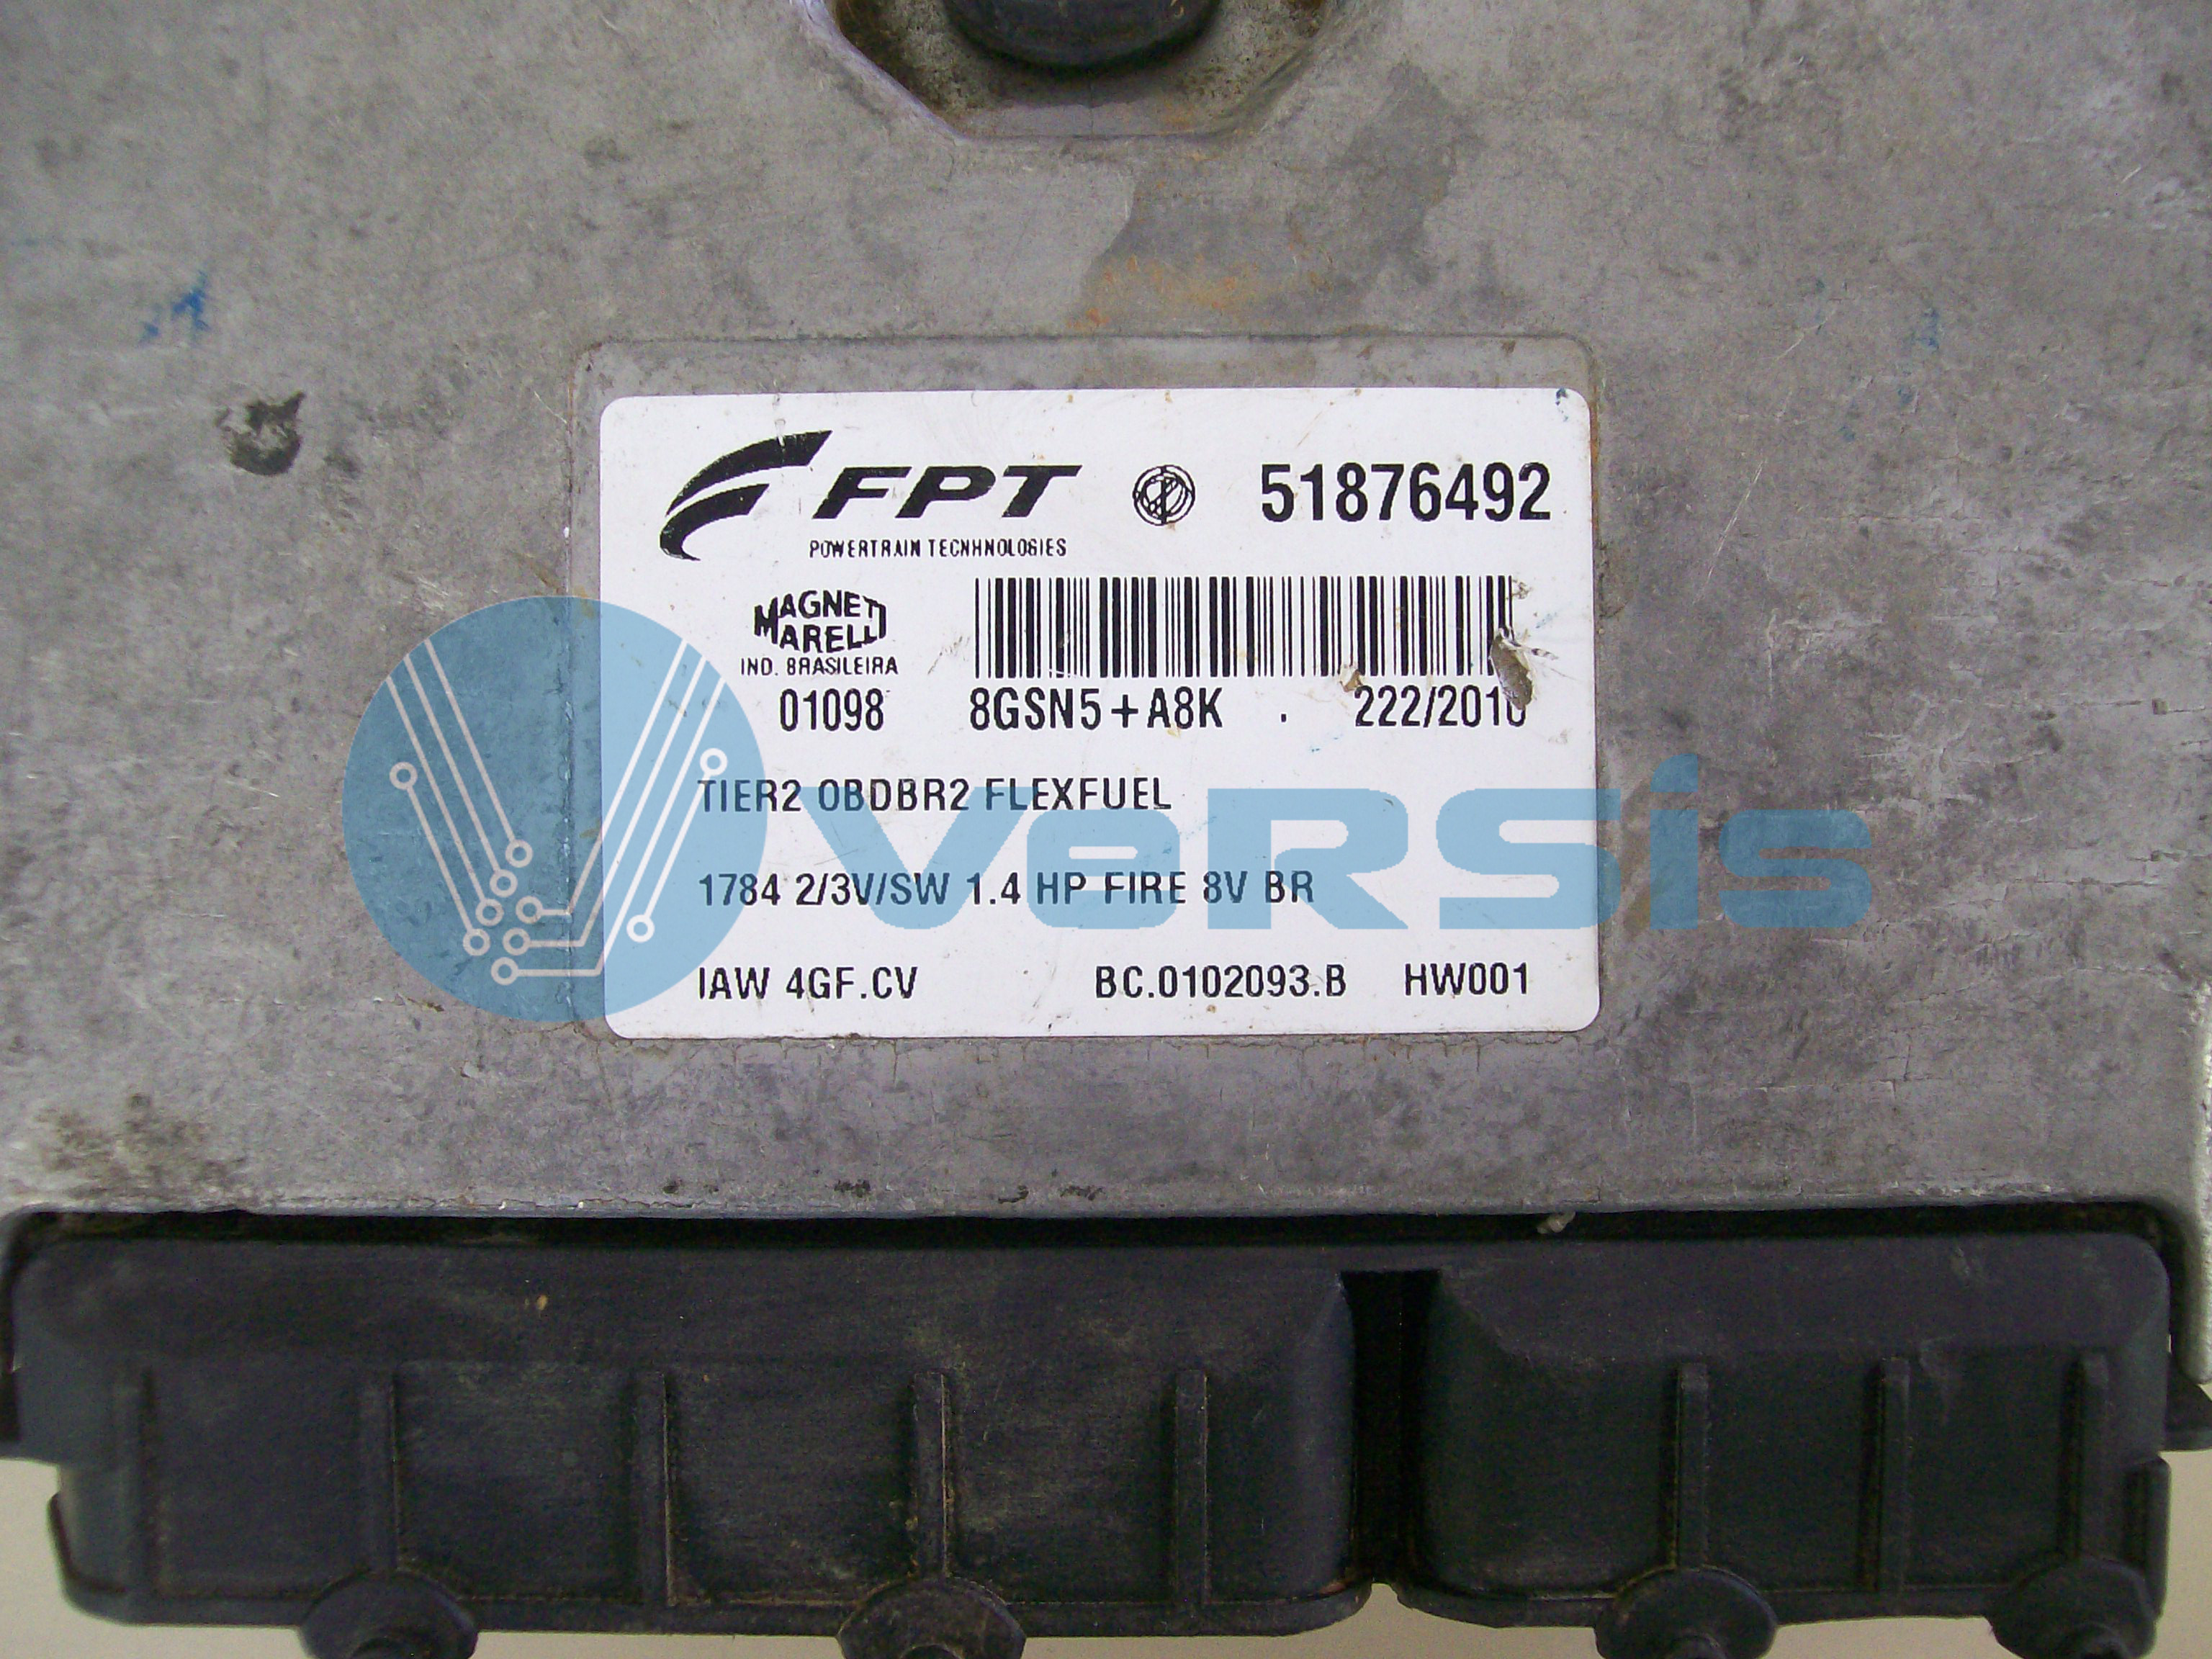 FPT 51876492
POWERTRAIN TECNHNOLOGIES
MAGNETI
MARELLI
IND. BRASILEIRA
01098 8GSN5+A8K . 222/2010
TIER2 OBDBR2 FLEXFUEL
VeRSis
1784 2/3V/SW 1.4 HP FIRE 8V BR
IAW 4GF.CV BC.0102093.B HW001